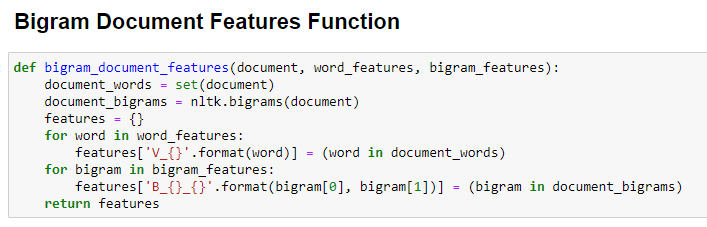 Bigram Document Features Function
def bigram_document_features(document, word_features, bigram_features):
    document_words = set(document)
    document_bigrams = nltk.bigrams(document)
    features = {}
    for word in word_features:
        features['V_{}'.format(word)] = (word in document_words)
    for bigram in bigram_features:
        features['B_{}_{}'.format(bigram[0], bigram[1])] = (bigram in document_bigrams)
    return features